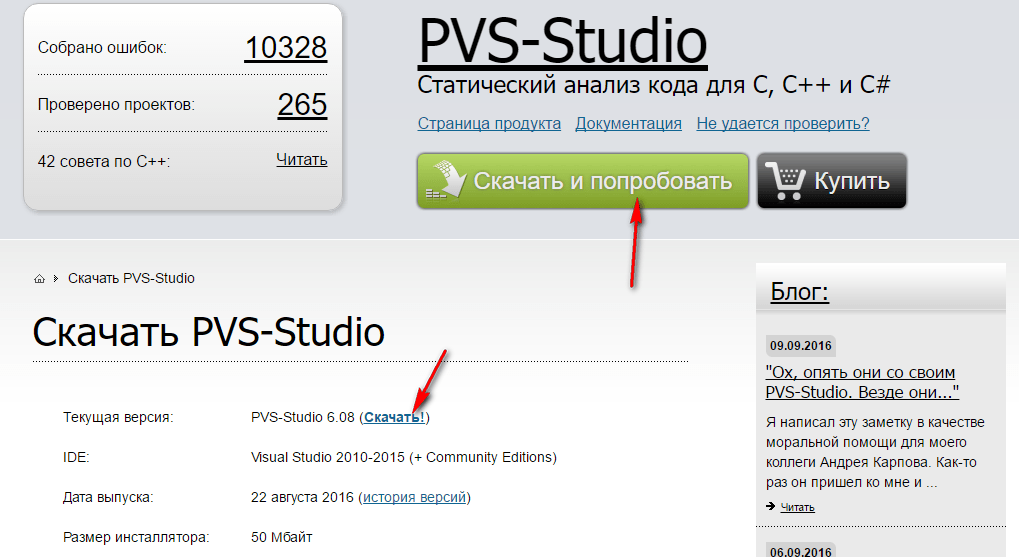 Собрано ошибок: 10328
Проверено проектов: 265
42 совета по C++: Читать
PVS-Studio
Статический анализ кода для C, C++ и C#
Страница продукта Документация Не удается проверить?
Скачать и попробовать Купить
Скачать PVS-Studio
Скачать PVS-Studio
Текущая версия: PVS-Studio 6.08 (Скачать!)
IDE: Visual Studio 2010-2015 (+ Community Editions)
Дата выпуска: 22 августа 2016 (история версий)
Размер инсталлятора: 50 Мбайт
Блог:
09.09.2016
"Ох, опять они со своим
PVS-Studio. Везде они..."
Я написал эту заметку в качестве
моральной помощи для моего
коллеги Андрея Карпова. Как-то
раз он пришел ко мне и ...
Читать
06.09.2016